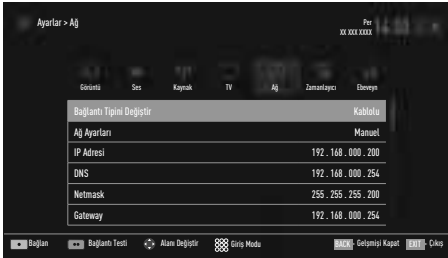 Ayarlar > Ağ
Per
XX XXX XXXX
Görüntü Ses Kaynak TV Ağ Zamanlayıcı Ebeveyn
Bağlantı Tipini Değiştir Kablolu
Ağ Ayarları Manuel
IP Adresi 192 . 168 . 000 . 200
DNS 192 . 168 . 000 . 254
Netmask 255 . 255 . 255 . 200
Gateway 192 . 168 . 000 . 254
Bağlan Bağlantı Testi Alanı Değiştir Giriş Modu BACK - Gelşmişi Kapat EXIT - Çıkış